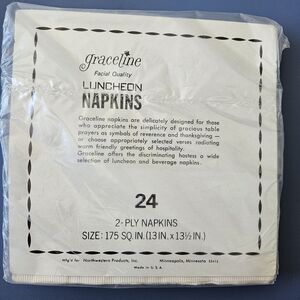 graceline
Facial Quality
LUNCHEON
NAPKINS
Graceline napkins are delicately designed for those
who appreciate the simplicity of gracious table
prayers as symbols of reverence and thanksgiving —
or choose appropriately selected verses radiating
warm friendly greetings of hospitality.
Graceline offers the discriminating hostess a wide
selection of luncheon and beverage napkins.
24
2-PLY NAPKINS
SIZE: 175 SQ. IN. (13 IN. x 13½ IN.)
Mfg'd for Northwestern Products, Inc. Minneapolis, Minnesota
Made in U.S.A.